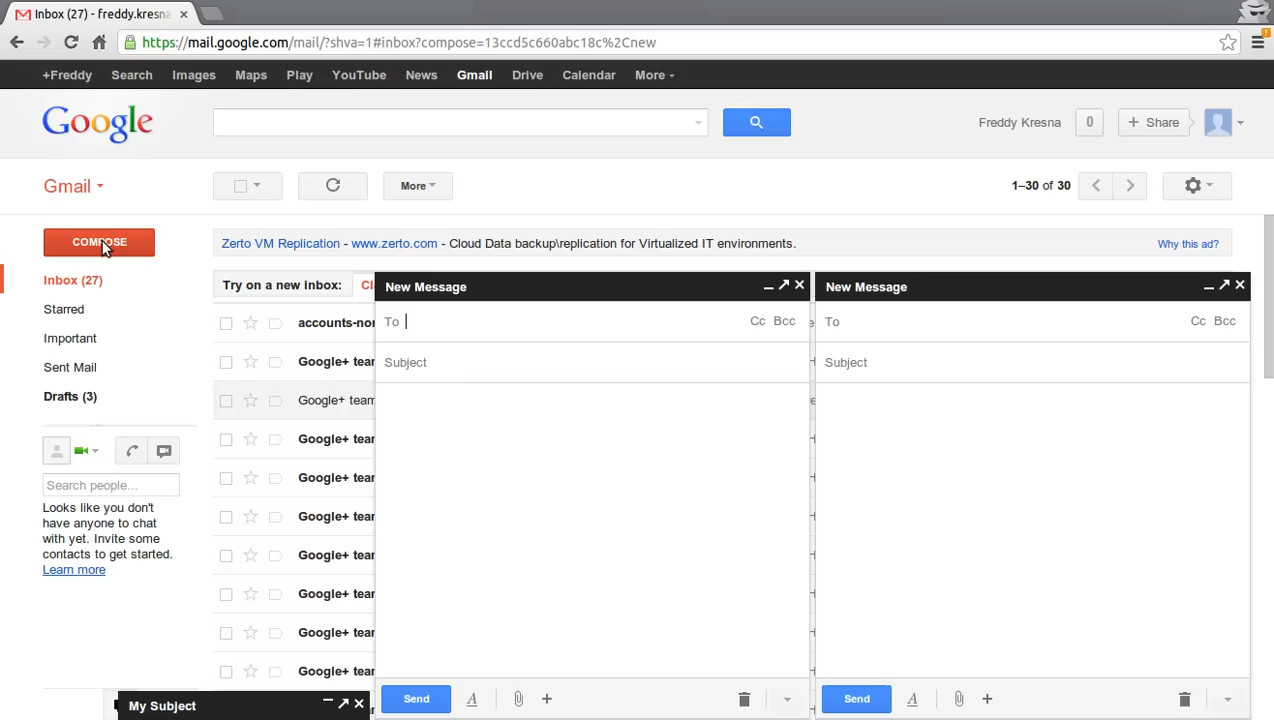 Inbox (27) - freddy.kresna
https://mail.google.com/mail/?shva=1#inbox?compose=13ccd5c660abc18c%2Cnew
+Freddy Search Images Maps Play YouTube News Gmail Drive Calendar More
Google
Freddy Kresna 0 + Share
Gmail
More
1–30 of 30
COMPOSE
Zerto VM Replication - www.zerto.com - Cloud Data backup\replication for Virtualized IT environments. Why this ad?
Inbox (27)
Starred
Important
Sent Mail
Drafts (3)
Search people...
Looks like you don't
have anyone to chat
with yet. Invite some
contacts to get started.
Learn more
Try on a new inbox: Cl
accounts-nor
Google+ tear
Google+ team
Google+ tear
Google+ tear
Google+ tear
Google+ tear
Google+ tear
Google+ tear
Google+ tear
My Subject
New Message
To Cc Bcc
Subject
Send
New Message
To Cc Bcc
Subject
Send